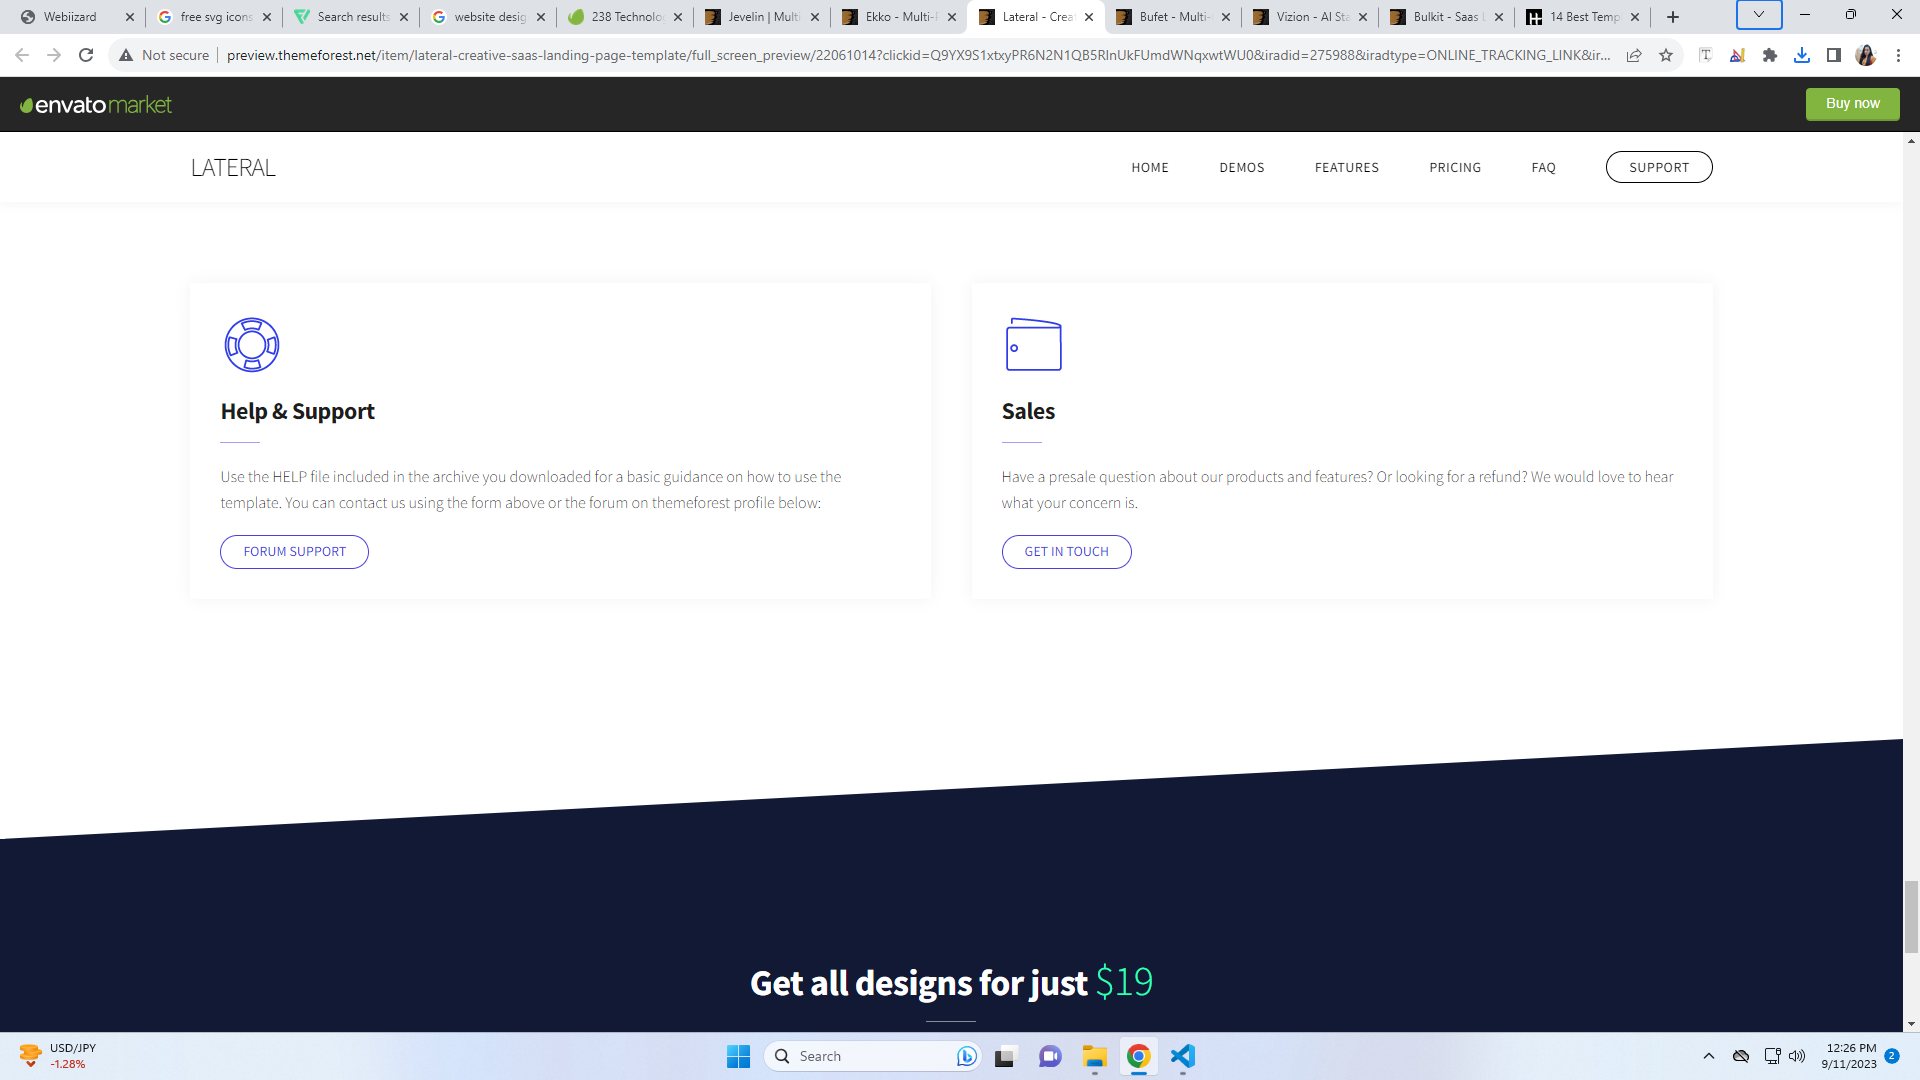 Webiizard
free svg icons
Search results
website desig
238 Technolo
Jevelin | Multi
Ekko - Multi-P
Lateral - Crea
Bufet - Multi-
Vizion - AI Sta
Bulkit - Saas
14 Best Temp
Not secure
preview.themeforest.net/item/lateral-creative-saas-landing-page-template/full_screen_preview/22061014?clickid=Q9YX9S1xtxyPR6N2N1QB5RInUkFUmdWNqxwtWU0&iradid=275988&iradtype=ONLINE_TRACKING_LINK&ir...
envato market
Buy now
LATERAL
HOME
DEMOS
FEATURES
PRICING
FAQ
SUPPORT
Help & Support
Use the HELP file included in the archive you downloaded for a basic guidance on how to use the
template. You can contact us using the form above or the forum on themeforest profile below:
FORUM SUPPORT
Sales
Have a presale question about our products and features? Or looking for a refund? We would love to hear
what your concern is.
GET IN TOUCH
Get all designs for just $19
USD/JPY
-1.28%
Search
12:26 PM
9/11/2023
2